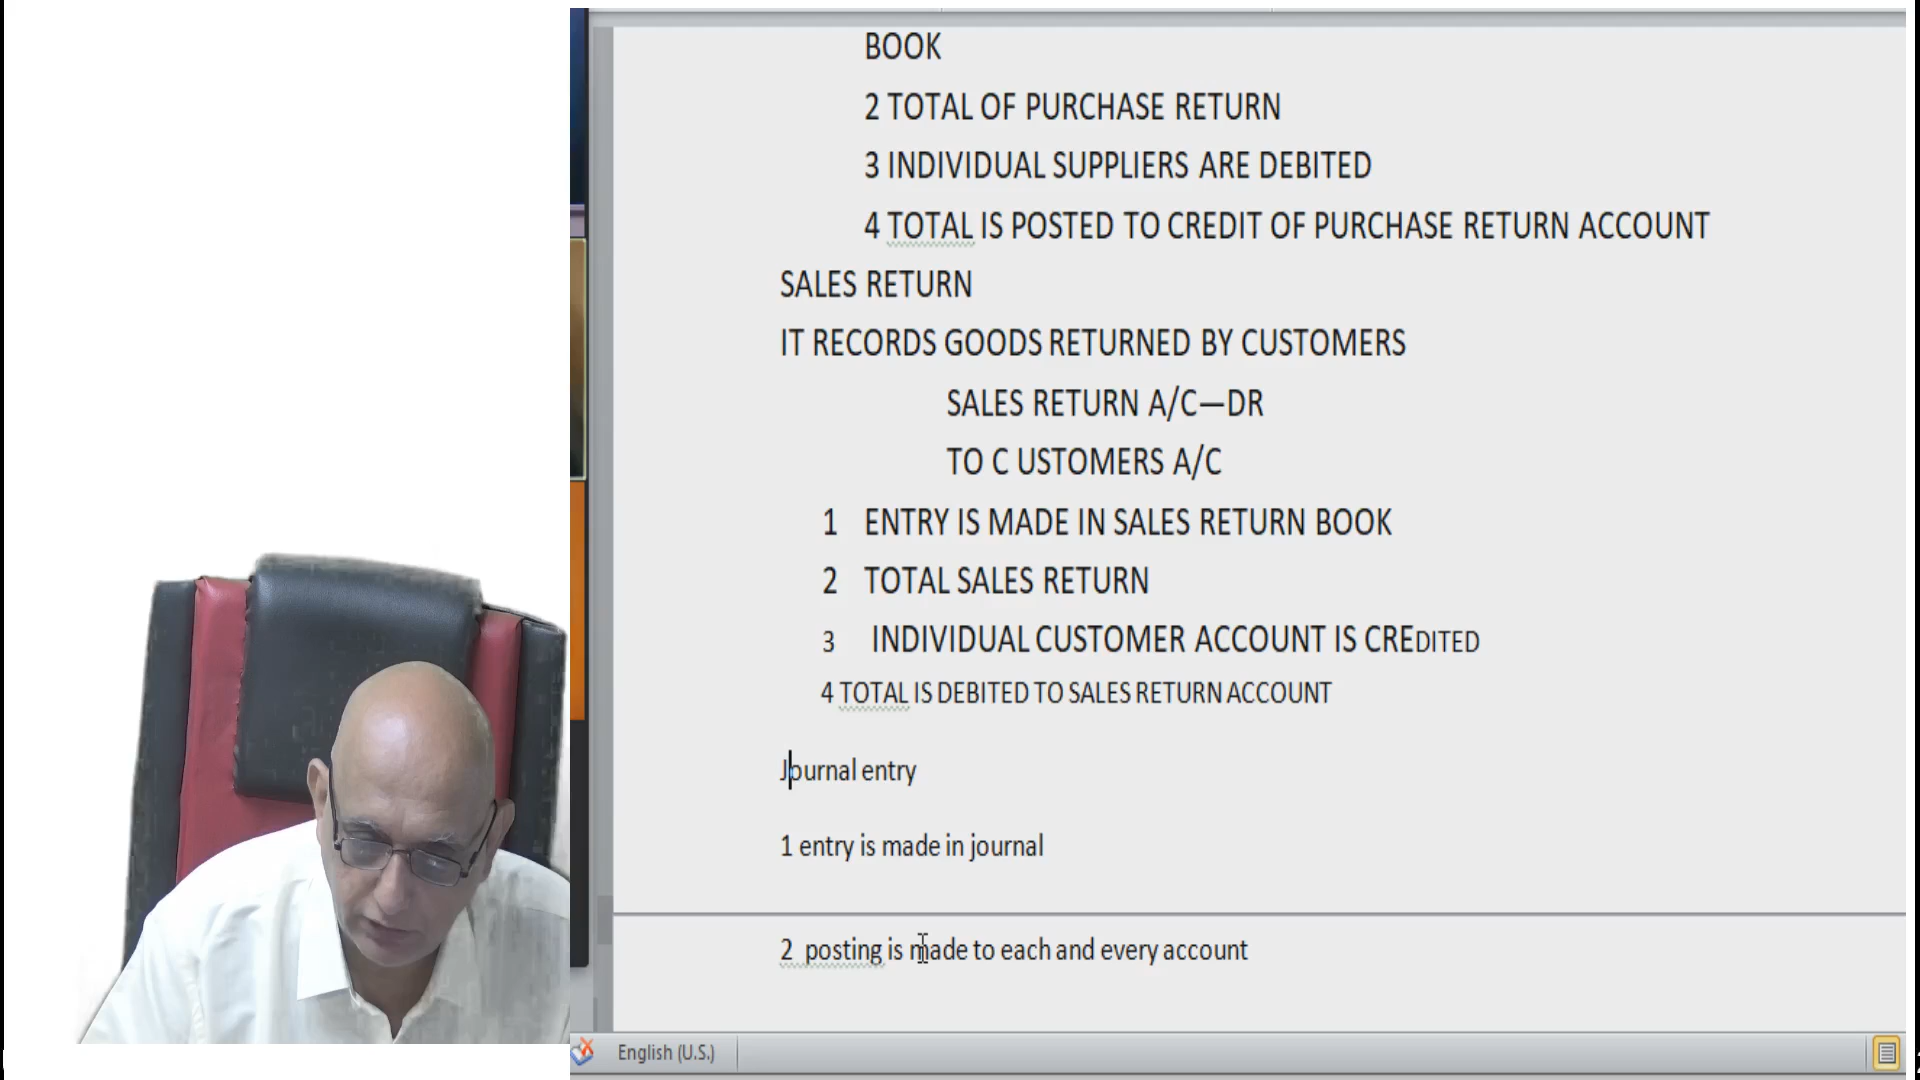 BOOK
2 TOTAL OF PURCHASE RETURN
3 INDIVIDUAL SUPPLIERS ARE DEBITED
4 TOTAL IS POSTED TO CREDIT OF PURCHASE RETURN ACCOUNT
SALES RETURN
IT RECORDS GOODS RETURNED BY CUSTOMERS
SALES RETURN A/C—DR
TO C USTOMERS A/C
1 ENTRY IS MADE IN SALES RETURN BOOK
2 TOTAL SALES RETURN
3 INDIVIDUAL CUSTOMER ACCOUNT IS CREDITED
4 TOTAL IS DEBITED TO SALES RETURN ACCOUNT
Journal entry
1 entry is made in journal
2 posting is made to each and every account
English (U.S.)